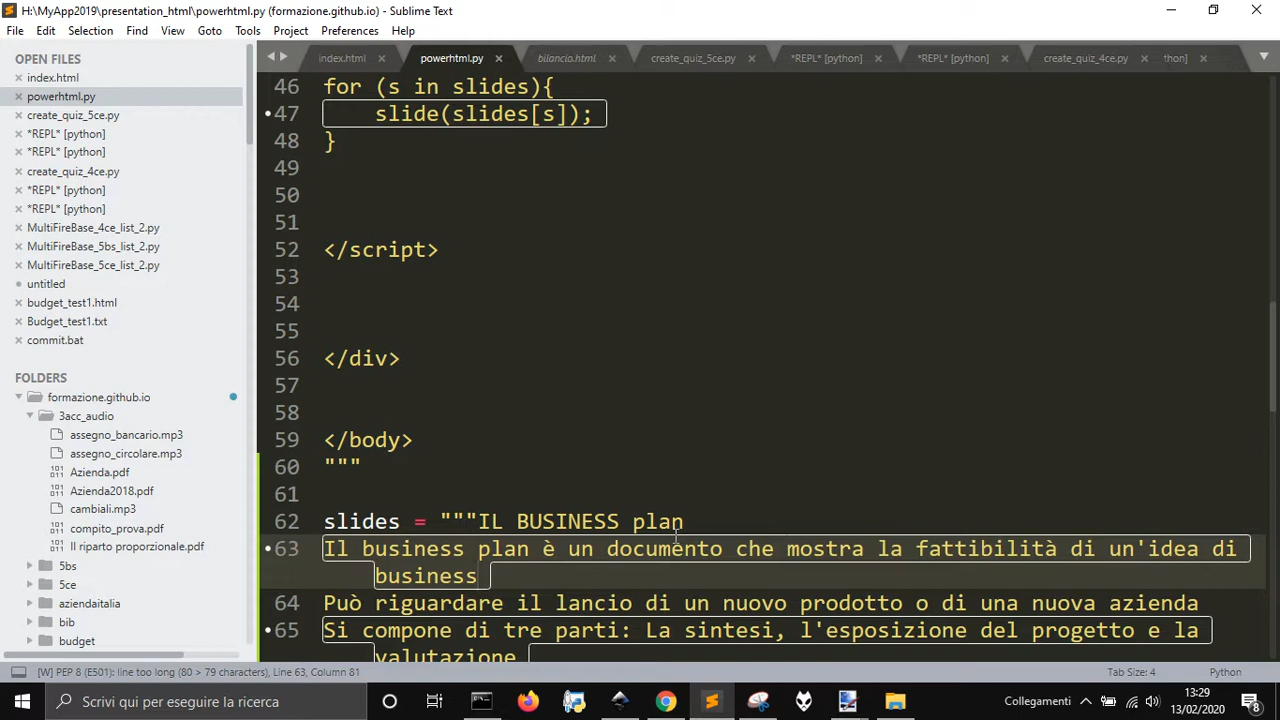 H:\MyApp2019\presentation_html\powerhtml.py (formazione.github.io) - Sublime Text
File Edit Selection Find View Goto Tools Project Preferences Help
OPEN FILES
index.html
powerhtml.py
create_quiz_5ce.py
*REPL* [python]
*REPL* [python]
create_quiz_4ce.py
*REPL* [python]
*REPL* [python]
MultiFireBase_4ce_list_2.py
MultiFireBase_5bs_list_2.py
MultiFireBase_5ce_list_2.py
untitled
budget_test1.html
Budget_test1.txt
commit.bat
FOLDERS
formazione.github.io
3acc_audio
assegno_bancario.mp3
assegno_circolare.mp3
Azienda.pdf
Azienda2018.pdf
cambiali.mp3
compito_prova.pdf
Il riparto proporzionale.pdf
5bs
5ce
aziendaitalia
bib
budget
index.html powerhtml.py bilancio.html create_quiz_5ce.py *REPL* [python] *REPL* [python] create_quiz_4ce.py thon]
46 for (s in slides){
47 slide(slides[s]);
48 }
49
50
51
52 </script>
53
54
55
56 </div>
57
58
59 </body>
60 """
61
62 slides = """IL BUSINESS plan
63 Il business plan è un documento che mostra la fattibilità di un'idea di
business
64 Può riguardare il lancio di un nuovo prodotto o di una nuova azienda
65 Si compone di tre parti: La sintesi, l'esposizione del progetto e la
valutazione
[W] PEP 8 (E501): line too long (80 > 79 characters), Line 63, Column 81 Tab Size: 4 Python
Scrivi qui per eseguire la ricerca
Collegamenti
13:29
13/02/2020
8